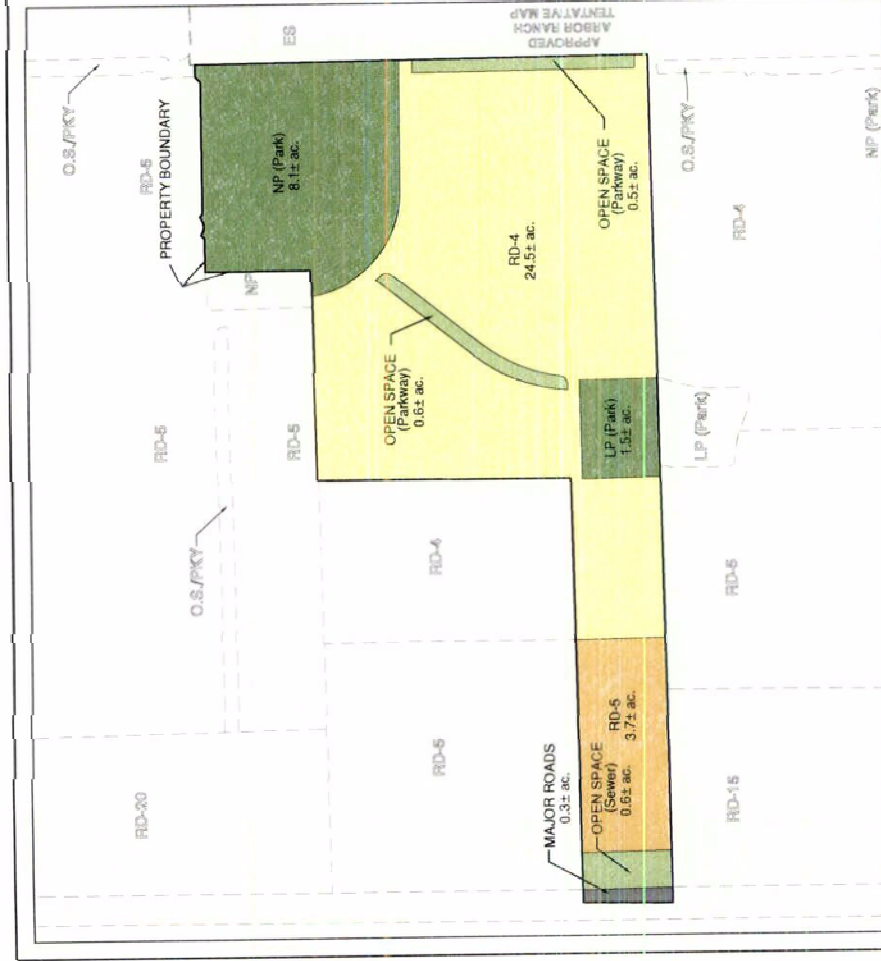 APPROVED
ARBOR RANCH
TENTATIVE MAP
ES
O.S./PKY
RD-5
PROPERTY BOUNDARY
NP (Park)
8.1± ac.
NP
OPEN SPACE
(Parkway)
0.5± ac.
O.S./PKY
NP (Park)
RD-4
RD-4
24.5± ac.
OPEN SPACE
(Parkway)
0.6± ac.
LP (Park)
1.5± ac.
LP (Park)
RD-5
RD-5
O.S./PKY
RD-4
RD-5
RD-5
3.7± ac.
OPEN SPACE
(Sewer)
0.6± ac.
MAJOR ROADS
0.3± ac.
RD-20
RD-5
RD-15